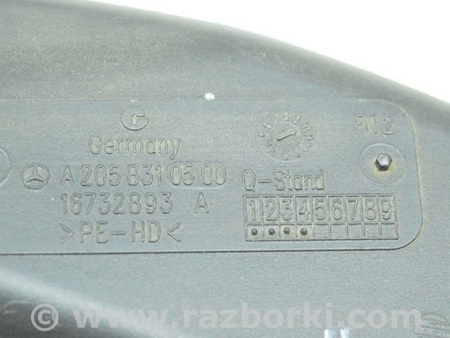 Germany
A 205 831 05 00 Q-Stand
16732893 A 123456789
>PE-HD<
www.razborki.com